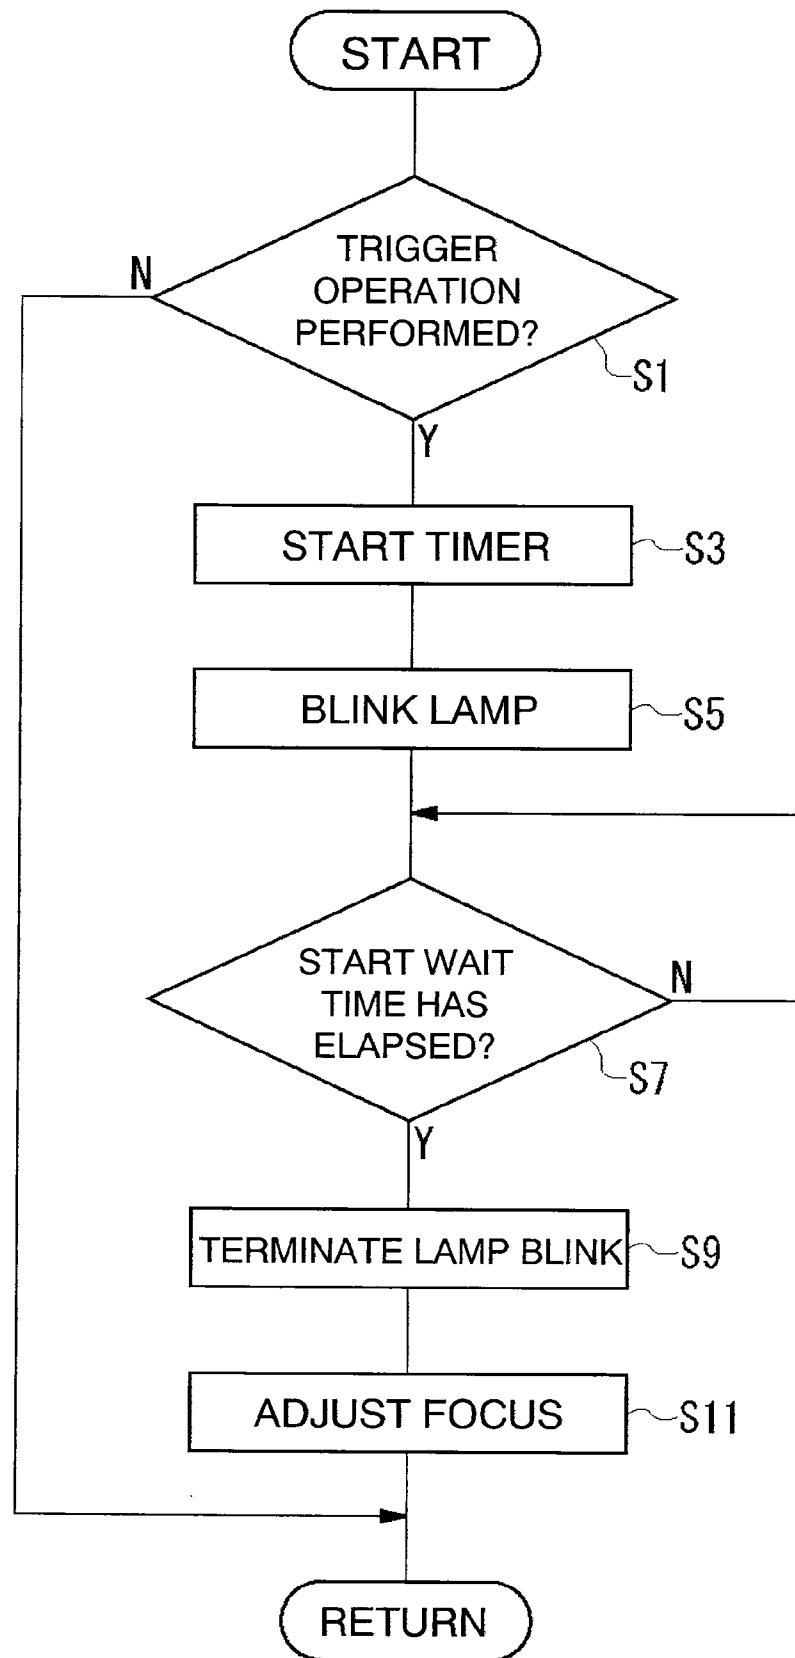 START
TRIGGER
OPERATION
PERFORMED?
N
S1
Y
START TIMER
S3
BLINK LAMP
S5
START WAIT
TIME HAS
ELAPSED?
N
S7
Y
TERMINATE LAMP BLINK
S9
ADJUST FOCUS
S11
RETURN